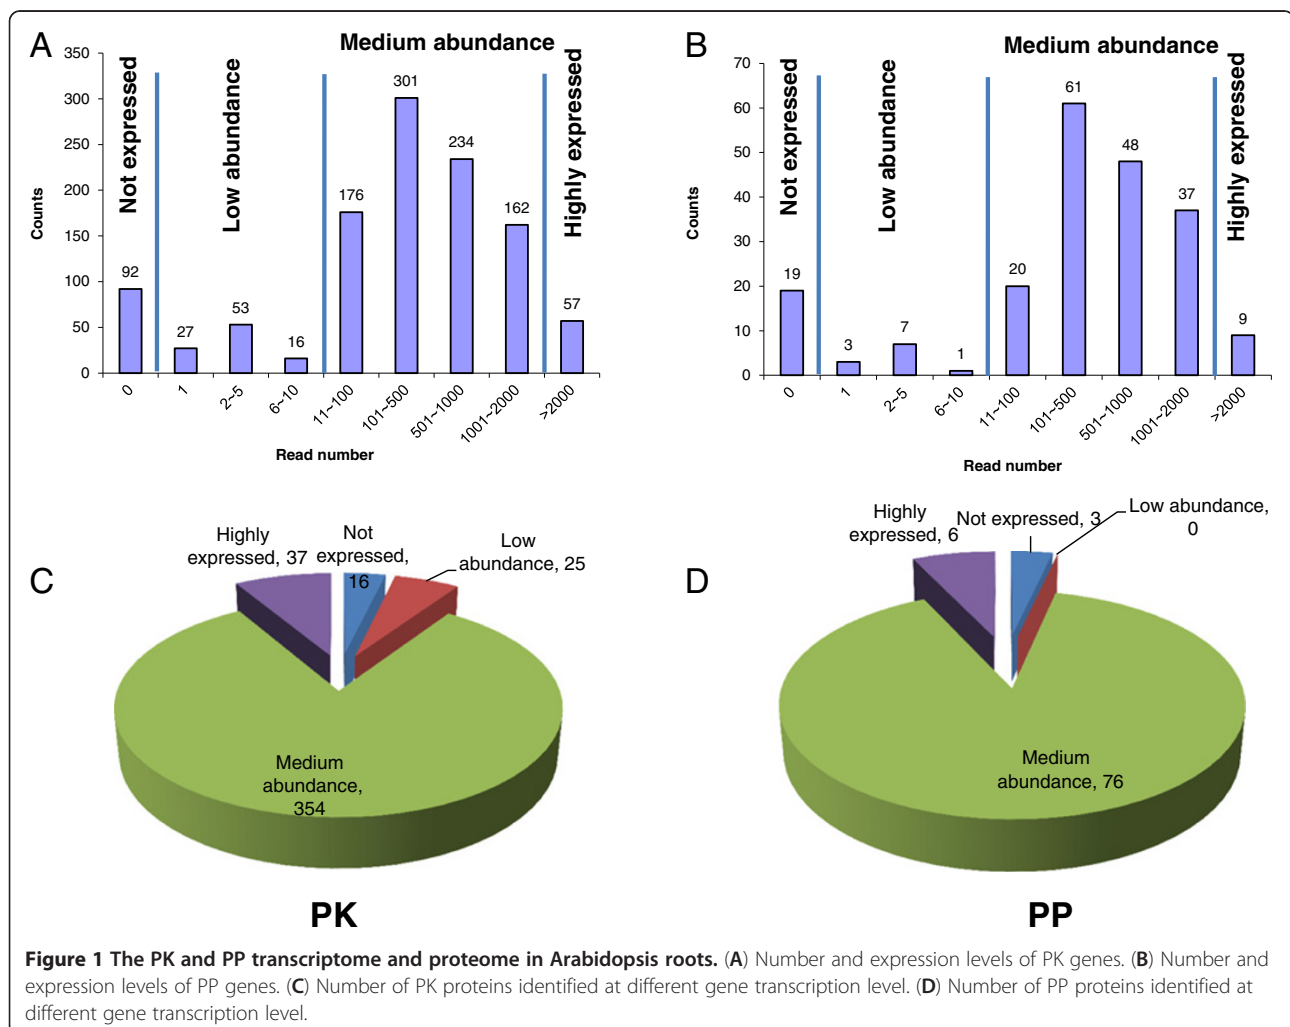 A
Medium abundance
Not expressed
Low abundance
Highly expressed
Counts
350
300
250
200
150
100
50
0
92
27
53
16
176
301
234
162
57
0
1
2~5
6~10
11~100
101~500
501~1000
1001~2000
>2000
Read number
B
Medium abundance
Not expressed
Low abundance
Highly expressed
Counts
70
60
50
40
30
20
10
0
19
3
7
1
20
61
48
37
9
0
1
2~5
6~10
11~100
101~500
501~1000
1001~2000
>2000
Read number
C
Highly
expressed, 37
Not
expressed,
16
Low
abundance, 25
Medium
abundance,
354
PK
D
Highly
expressed, 6
Not expressed, 3
Low abundance,
0
Medium
abundance, 76
PP
Figure 1 The PK and PP transcriptome and proteome in Arabidopsis roots. (A) Number and expression levels of PK genes. (B) Number and
expression levels of PP genes. (C) Number of PK proteins identified at different gene transcription level. (D) Number of PP proteins identified at
different gene transcription level.